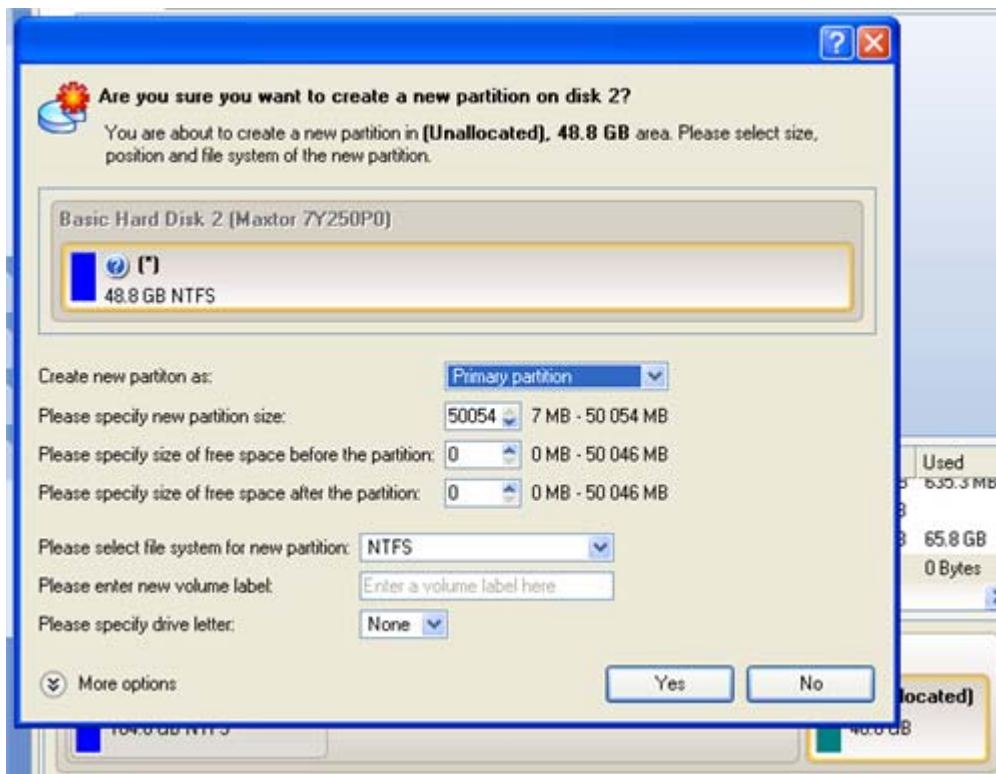 Are you sure you want to create a new partition on disk 2?
You are about to create a new partition in (Unallocated), 48.8 GB area. Please select size,
position and file system of the new partition.
Basic Hard Disk 2 (Maxtor 7Y250P0)
(*)
48.8 GB NTFS
Create new partiton as: Primary partition
Please specify new partition size: 50054 7 MB - 50 054 MB
Please specify size of free space before the partition: 0 0 MB - 50 046 MB
Please specify size of free space after the partition: 0 0 MB - 50 046 MB
Please select file system for new partition: NTFS
Please enter new volume label: Enter a volume label here
Please specify drive letter: None
More options
Yes No
Used
635.3 MB
65.8 GB
0 Bytes
located)
NTFS
GB